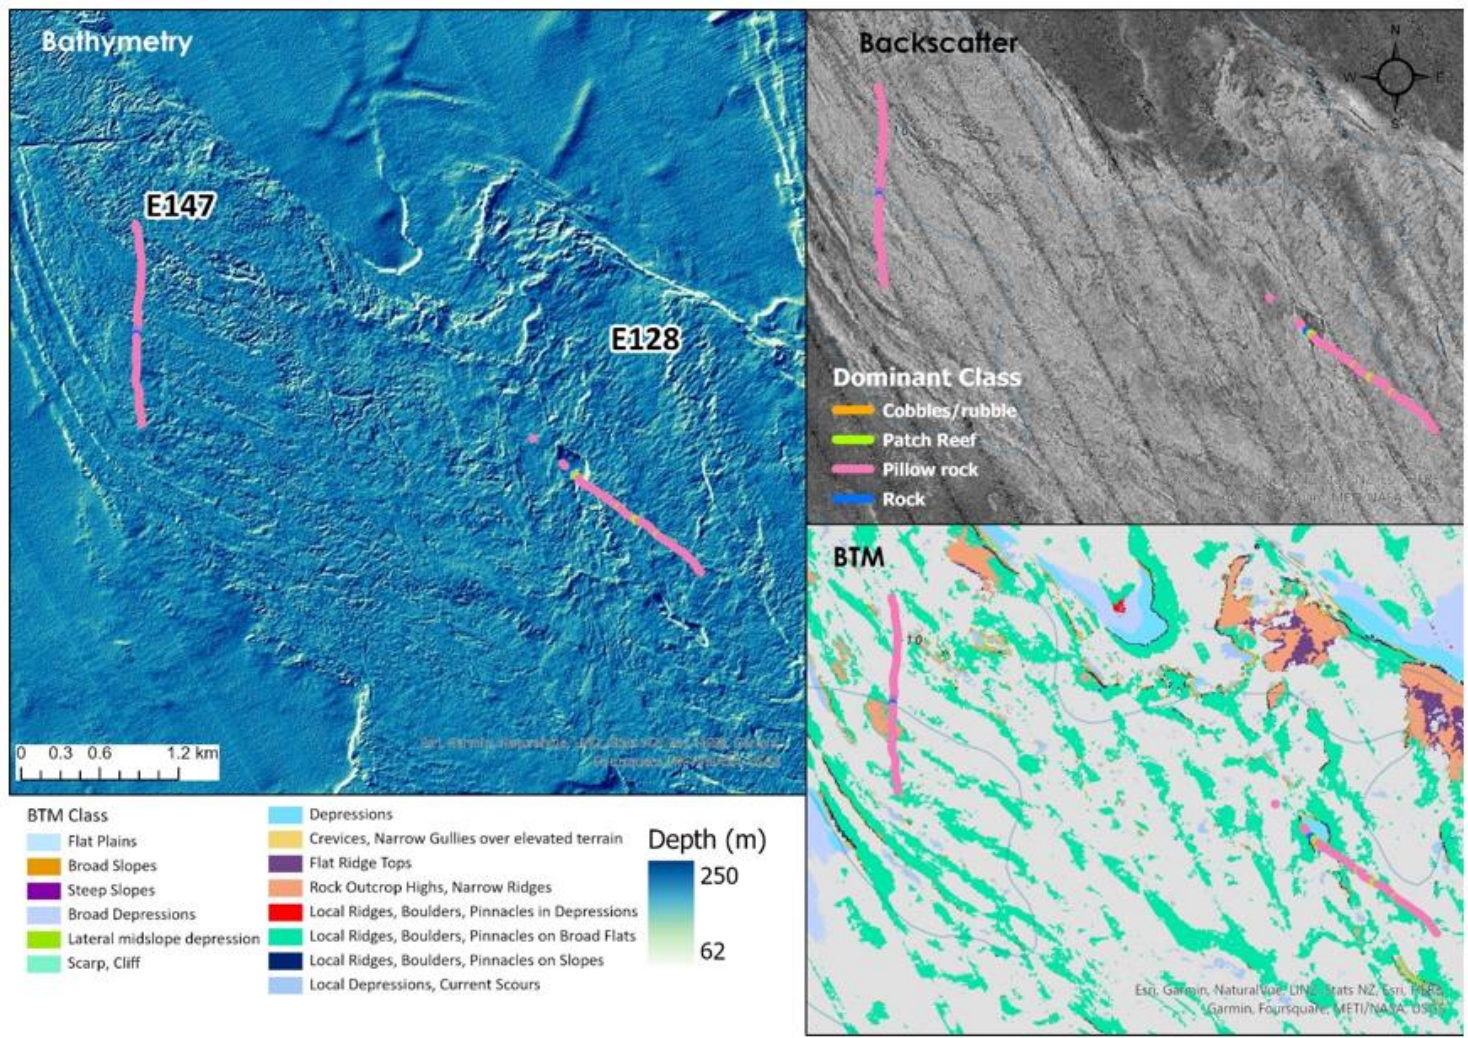 Bathymetry
E147
E128
0 0.3 0.6 1.2 km
Backscatter
N
W E
S
Dominant Class
Cobbles/rubble
Patch Reef
Pillow rock
Rock
BTM
10
Esri, Garmin, NaturalVue, LINZ, Stats NZ, Esri, HERE,
Garmin, Foursquare, METI/NASA, USGS
BTM Class
Flat Plains
Broad Slopes
Steep Slopes
Broad Depressions
Lateral midslope depression
Scarp, Cliff
Depressions
Crevices, Narrow Gullies over elevated terrain
Flat Ridge Tops
Rock Outcrop Highs, Narrow Ridges
Local Ridges, Boulders, Pinnacles in Depressions
Local Ridges, Boulders, Pinnacles on Broad Flats
Local Ridges, Boulders, Pinnacles on Slopes
Local Depressions, Current Scours
Depth (m)
250
62